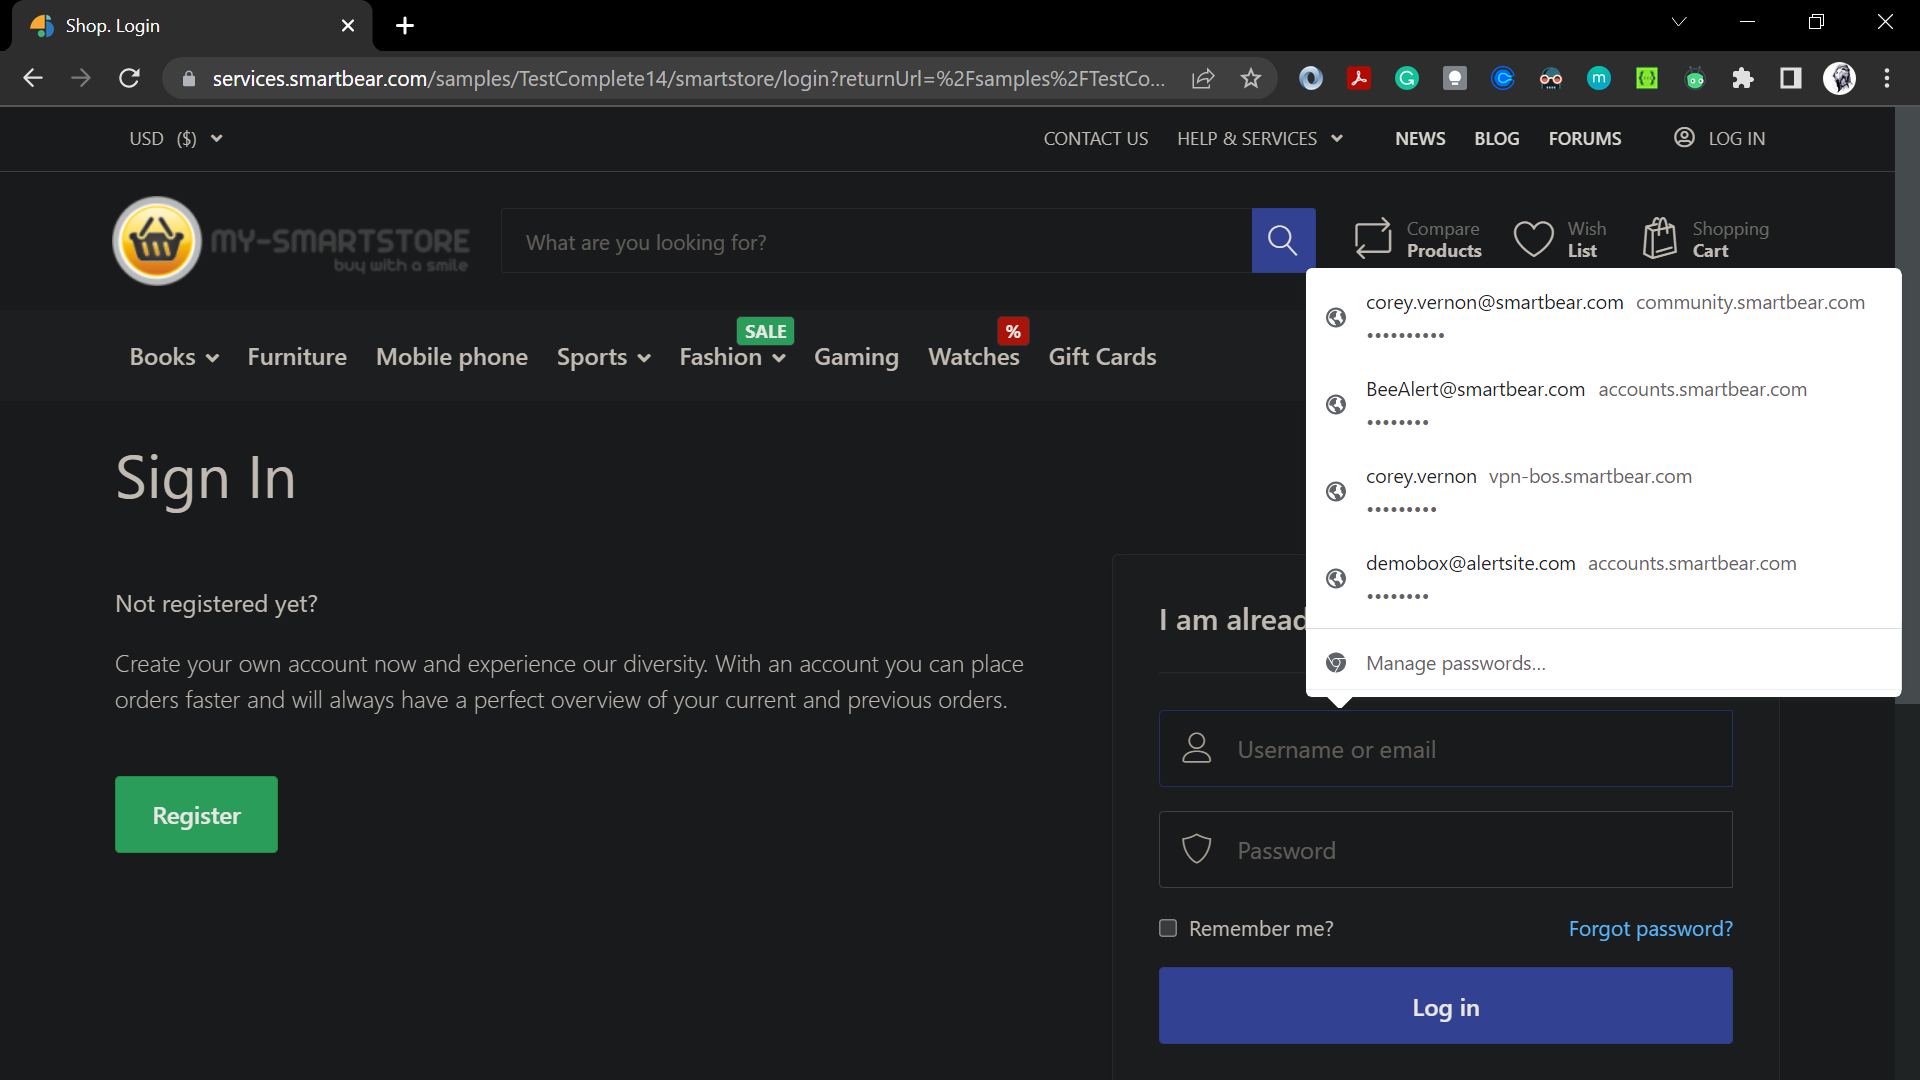 Shop. Login
services.smartbear.com/samples/TestComplete14/smartstore/login?returnUrl=%2Fsamples%2FTestCo...
USD ($)
CONTACT US
HELP & SERVICES
NEWS
BLOG
FORUMS
LOG IN
MY-SMARTSTORE
buy with a smile
What are you looking for?
Compare
Products
Wish
List
Shopping
Cart
SALE
%
Books
Furniture
Mobile phone
Sports
Fashion
Gaming
Watches
Gift Cards
corey.vernon@smartbear.com community.smartbear.com
••••••••••
BeeAlert@smartbear.com accounts.smartbear.com
••••••••
corey.vernon vpn-bos.smartbear.com
•••••••••
demobox@alertsite.com accounts.smartbear.com
••••••••
Manage passwords...
Sign In
Not registered yet?
Create your own account now and experience our diversity. With an account you can place
orders faster and will always have a perfect overview of your current and previous orders.
Register
I am alread
Username or email
Password
Remember me?
Forgot password?
Log in